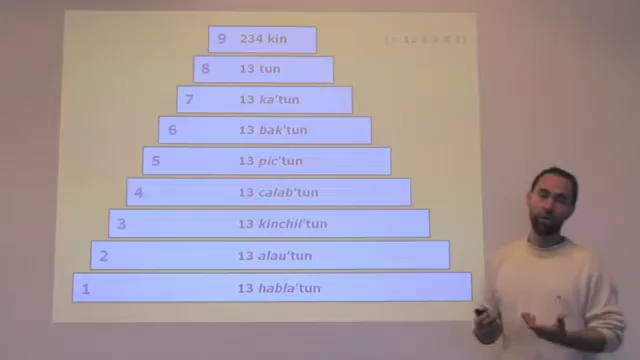 9 234 kin
8 13 tun
7 13 ka'tun
6 13 bak'tun
5 13 pic'tun
4 13 calab'tun
3 13 kinchil'tun
2 13 alau'tun
1 13 habla'tun